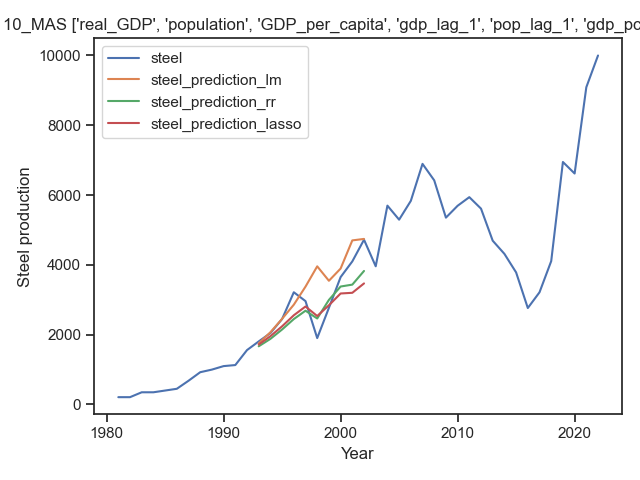 10_MAS ['real_GDP', 'population', 'GDP_per_capita', 'gdp_lag_1', 'pop_lag_1', 'gdp_po
steel
steel_prediction_lm
steel_prediction_rr
steel_prediction_lasso
10000
8000
6000
4000
2000
0
Steel production
1980
1990
2000
2010
2020
Year